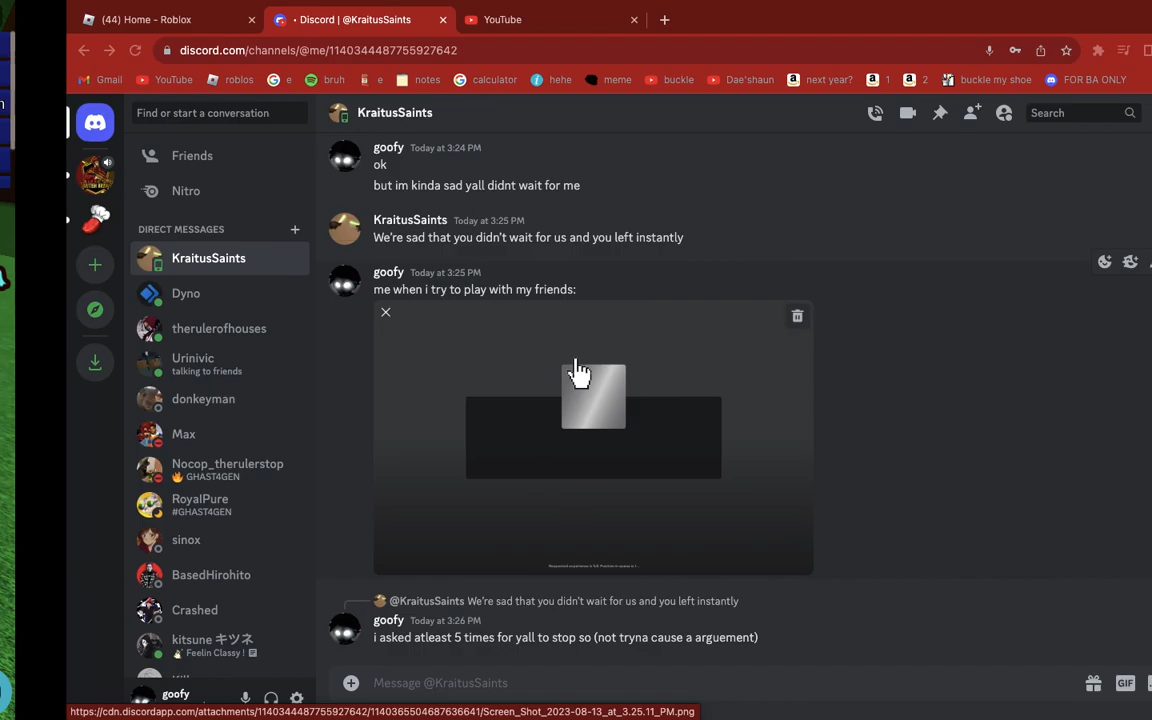 (44) Home - Roblox
• Discord | @KraitusSaints
YouTube
discord.com/channels/@me/1140344487755927642
Gmail
YouTube
roblos
e
bruh
e
notes
calculator
hehe
meme
buckle
Dae'shaun
next year?
1
2
buckle my shoe
FOR BA ONLY
n
Find or start a conversation
KraitusSaints
Search
Friends
Nitro
DIRECT MESSAGES
KraitusSaints
Dyno
therulerofhouses
Urinivic
talking to friends
donkeyman
Max
Nocop_therulerstop
🔥 GHAST4GEN
RoyalPure
#GHAST4GEN
sinox
BasedHirohito
Crashed
kitsune キツネ
Feelin Classy !
goofy
goofy Today at 3:24 PM
ok
but im kinda sad yall didnt wait for me
KraitusSaints Today at 3:25 PM
We're sad that you didn't wait for us and you left instantly
goofy Today at 3:25 PM
me when i try to play with my friends:
@KraitusSaints We're sad that you didn't wait for us and you left instantly
goofy Today at 3:26 PM
i asked atleast 5 times for yall to stop so (not tryna cause a arguement)
Message @KraitusSaints
GIF
https://cdn.discordapp.com/attachments/1140344487755927642/1140365504687636641/Screen_Shot_2023-08-13_at_3.25.11_PM.png